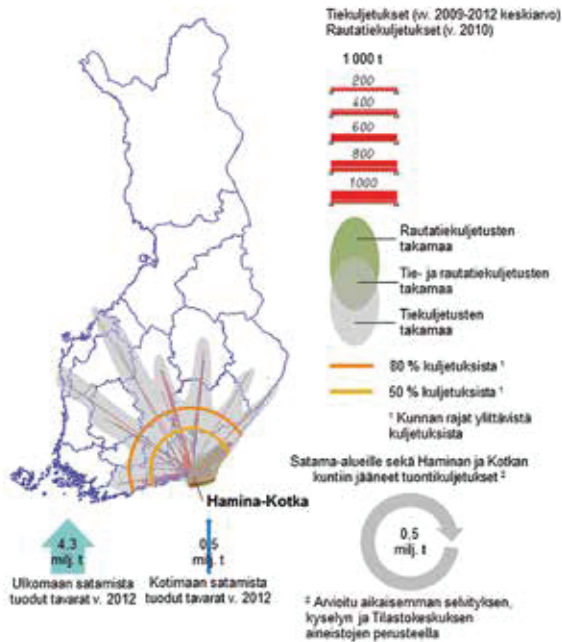 Tiekuljetukset (vv. 2009-2012 keskiarvo)
Rautatiekuljetukset (v. 2010)
1 000 t
200
400
600
800
1000
Rautatiekuljetusten
takamaa
Tie- ja rautatiekuljetusten
takamaa
Tiekuljetusten
takamaa
80 % kuljetuksista ¹
50 % kuljetuksista ¹
¹ Kunnan rajat ylittävistä
kuljetuksista
Satama-alueille sekä Haminan ja Kotkan
kuntiin jääneet tuontikuljetukset ²
0,5
milj. t
Hamina-Kotka
4,3
milj. t
Ulkomaan satamista
tuodut tavarat v. 2012
0,5
milj. t
Kotimaan satamista
tuodut tavarat v. 2012
² Arvioitu aikaisemman selvityksen,
kyselyn ja Tilastokeskuksen
aineistojen perusteella